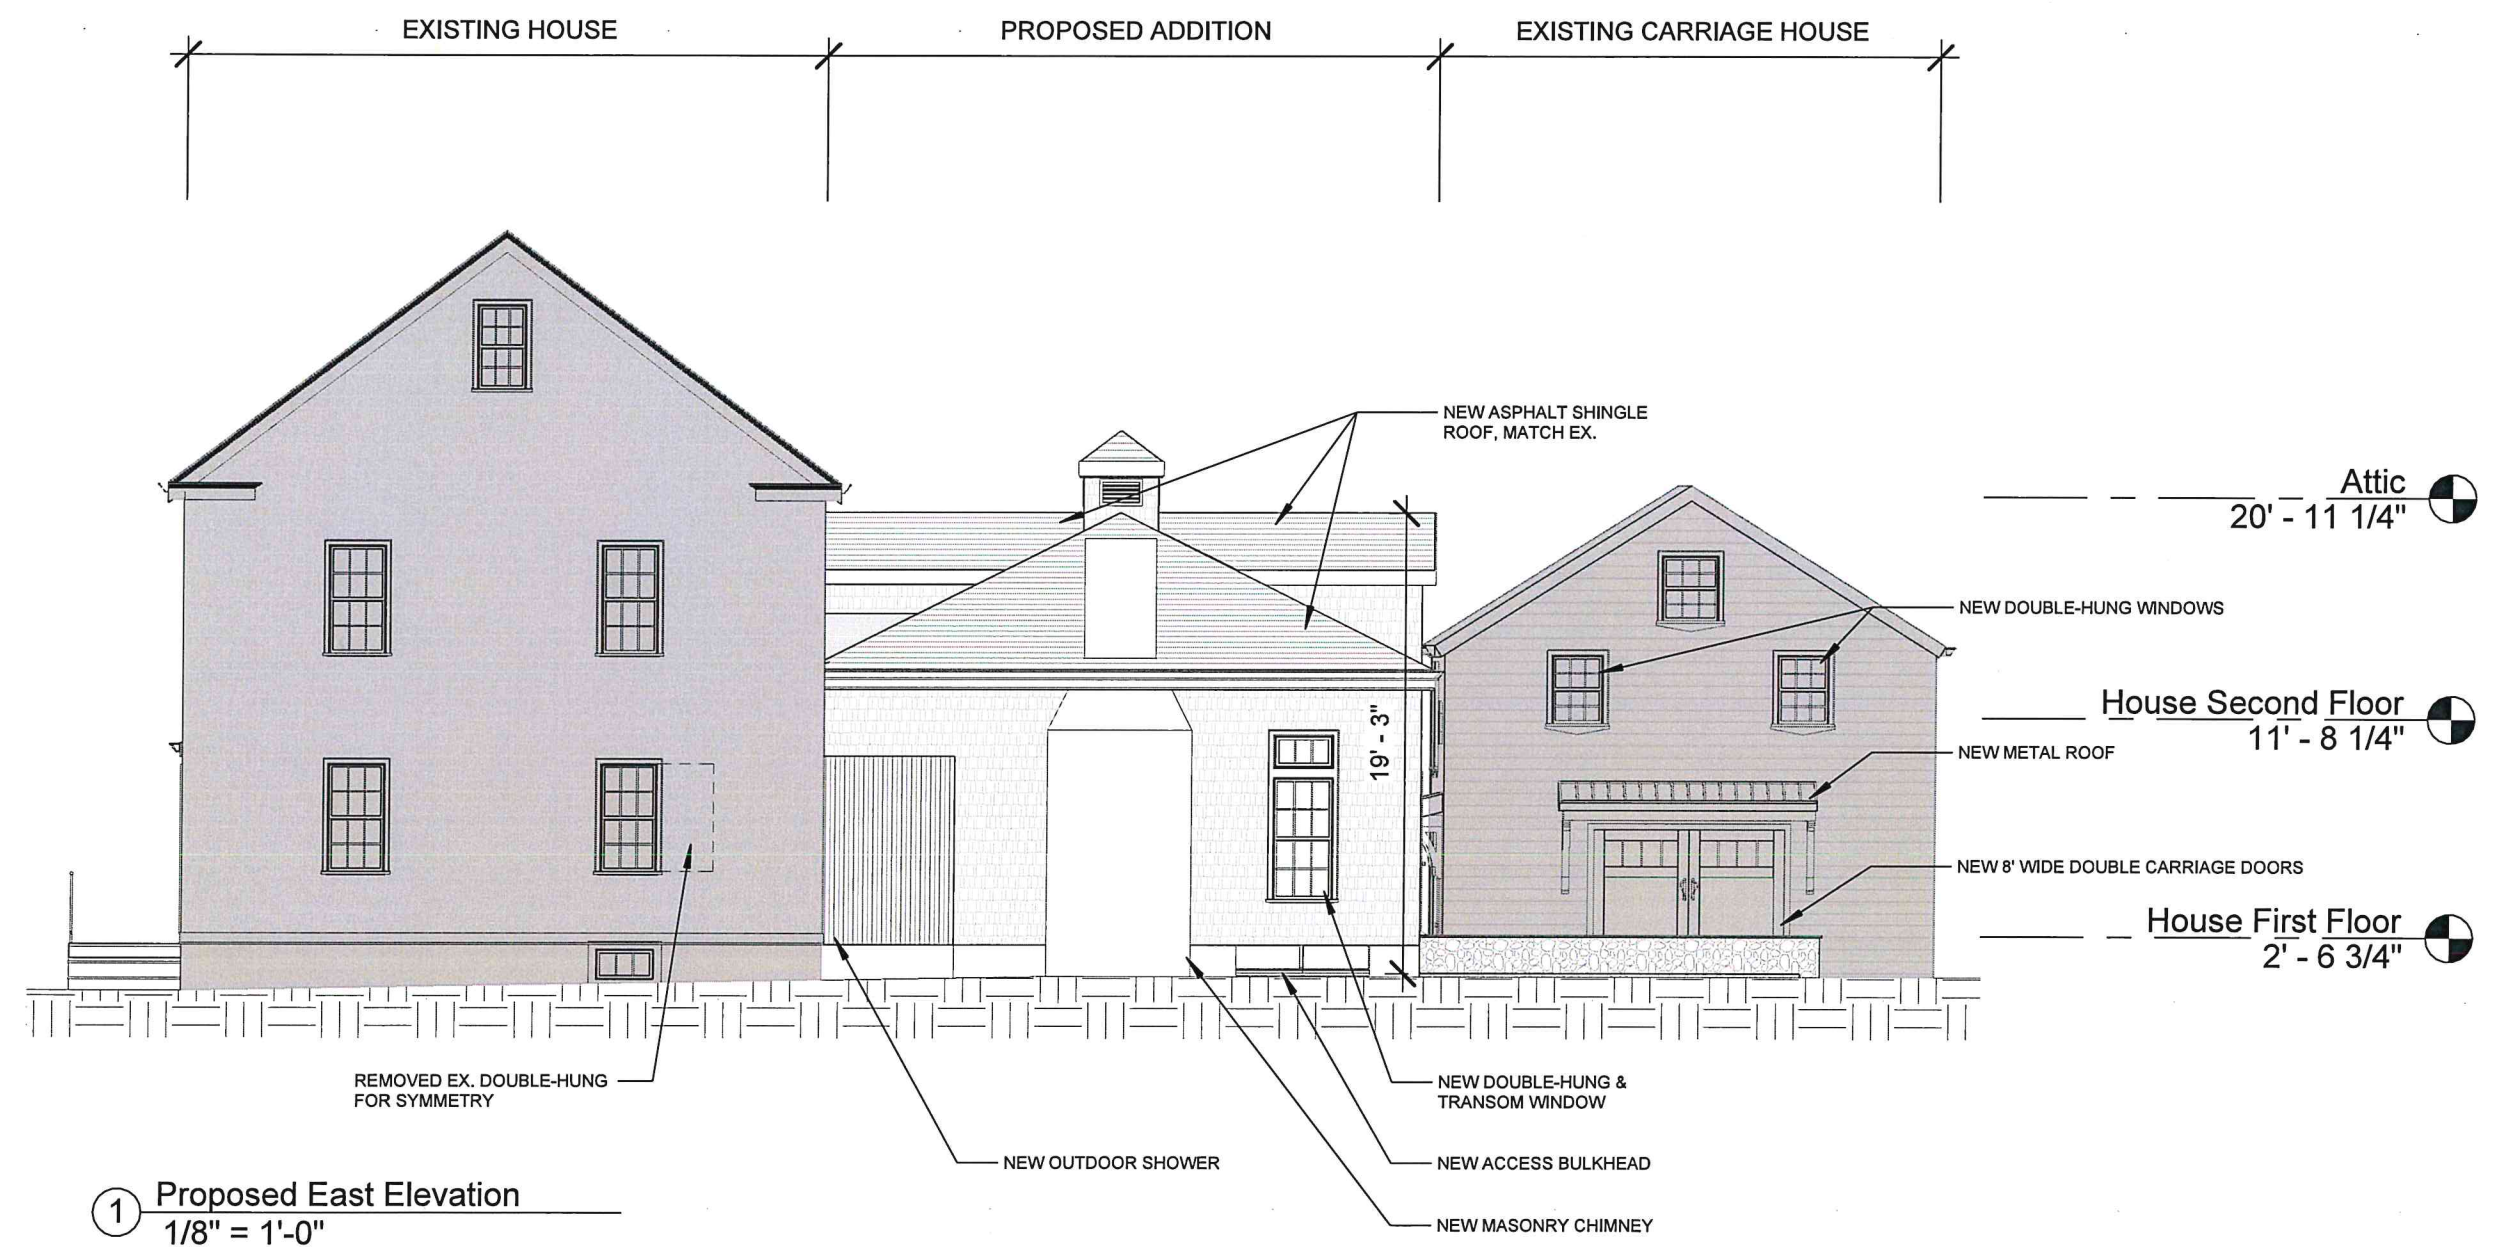 EXISTING HOUSE
PROPOSED ADDITION
EXISTING CARRIAGE HOUSE
NEW ASPHALT SHINGLE
ROOF, MATCH EX.
Attic
20' - 11 1/4"
NEW DOUBLE-HUNG WINDOWS
House Second Floor
11' - 8 1/4"
19' - 3"
NEW METAL ROOF
NEW 8' WIDE DOUBLE CARRIAGE DOORS
House First Floor
2' - 6 3/4"
REMOVED EX. DOUBLE-HUNG
FOR SYMMETRY
NEW DOUBLE-HUNG &
TRANSOM WINDOW
NEW OUTDOOR SHOWER
NEW ACCESS BULKHEAD
NEW MASONRY CHIMNEY
1
Proposed East Elevation
1/8" = 1'-0"